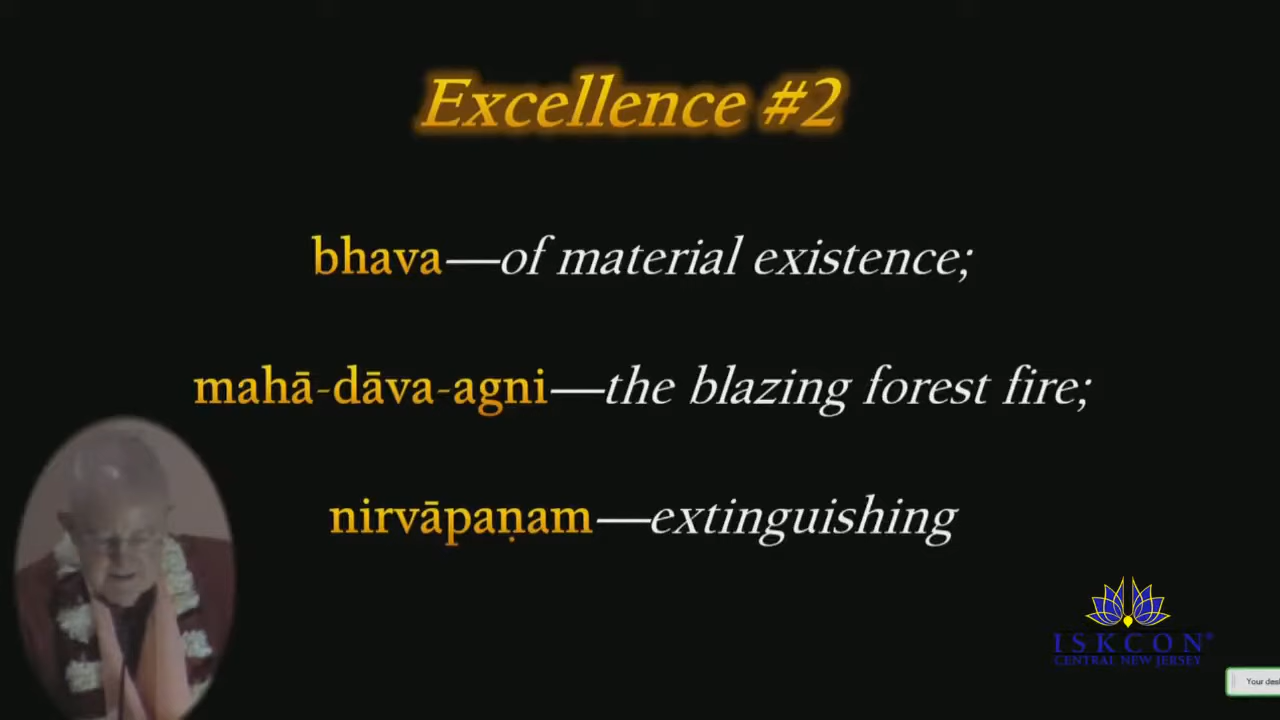 Excellence #2
bhava—of material existence;
mahā-dāva-agni—the blazing forest fire;
nirvāpaṇam—extinguishing
ISKCON®
CENTRAL NEW JERSEY
Your